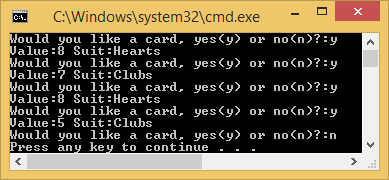 C:\Windows\system32\cmd.exe
Would you like a card, yes(y) or no(n)?:y
Value:8 Suit:Hearts
Would you like a card, yes(y) or no(n)?:y
Value:7 Suit:Clubs
Would you like a card, yes(y) or no(n)?:y
Value:8 Suit:Hearts
Would you like a card, yes(y) or no(n)?:y
Value:5 Suit:Clubs
Would you like a card, yes(y) or no(n)?:n
Press any key to continue . . .